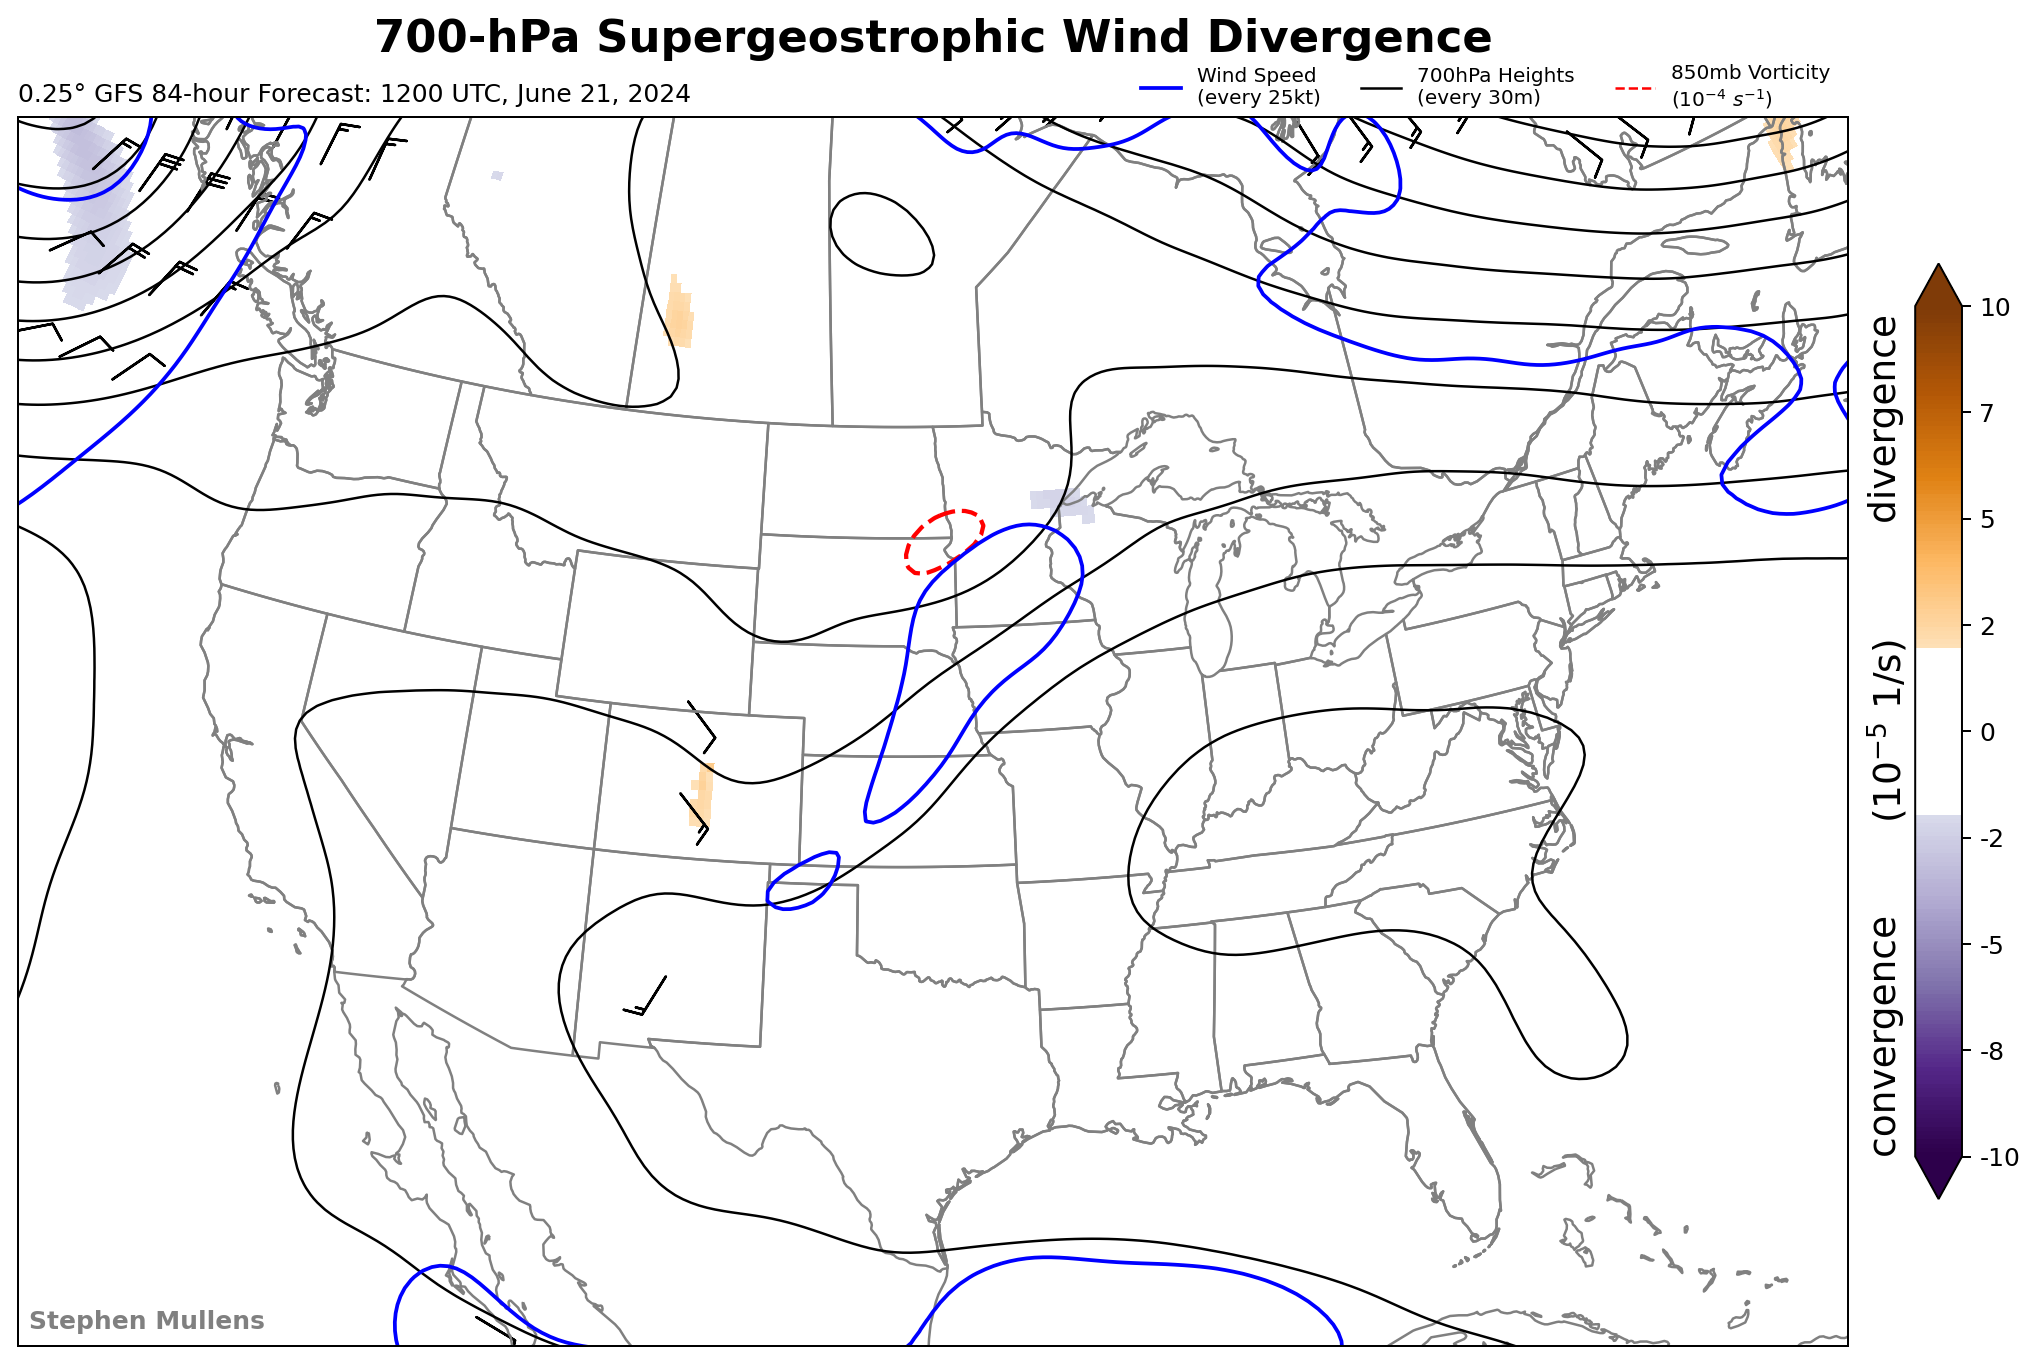 700-hPa Supergeostrophic Wind Divergence
0.25° GFS 84-hour Forecast: 1200 UTC, June 21, 2024
Wind Speed
(every 25kt)
700hPa Heights
(every 30m)
850mb Vorticity
(10⁻⁴ s⁻¹)
10
7
5
2
0
-2
-5
-8
-10
convergence (10⁻⁵ 1/s) divergence
Stephen Mullens